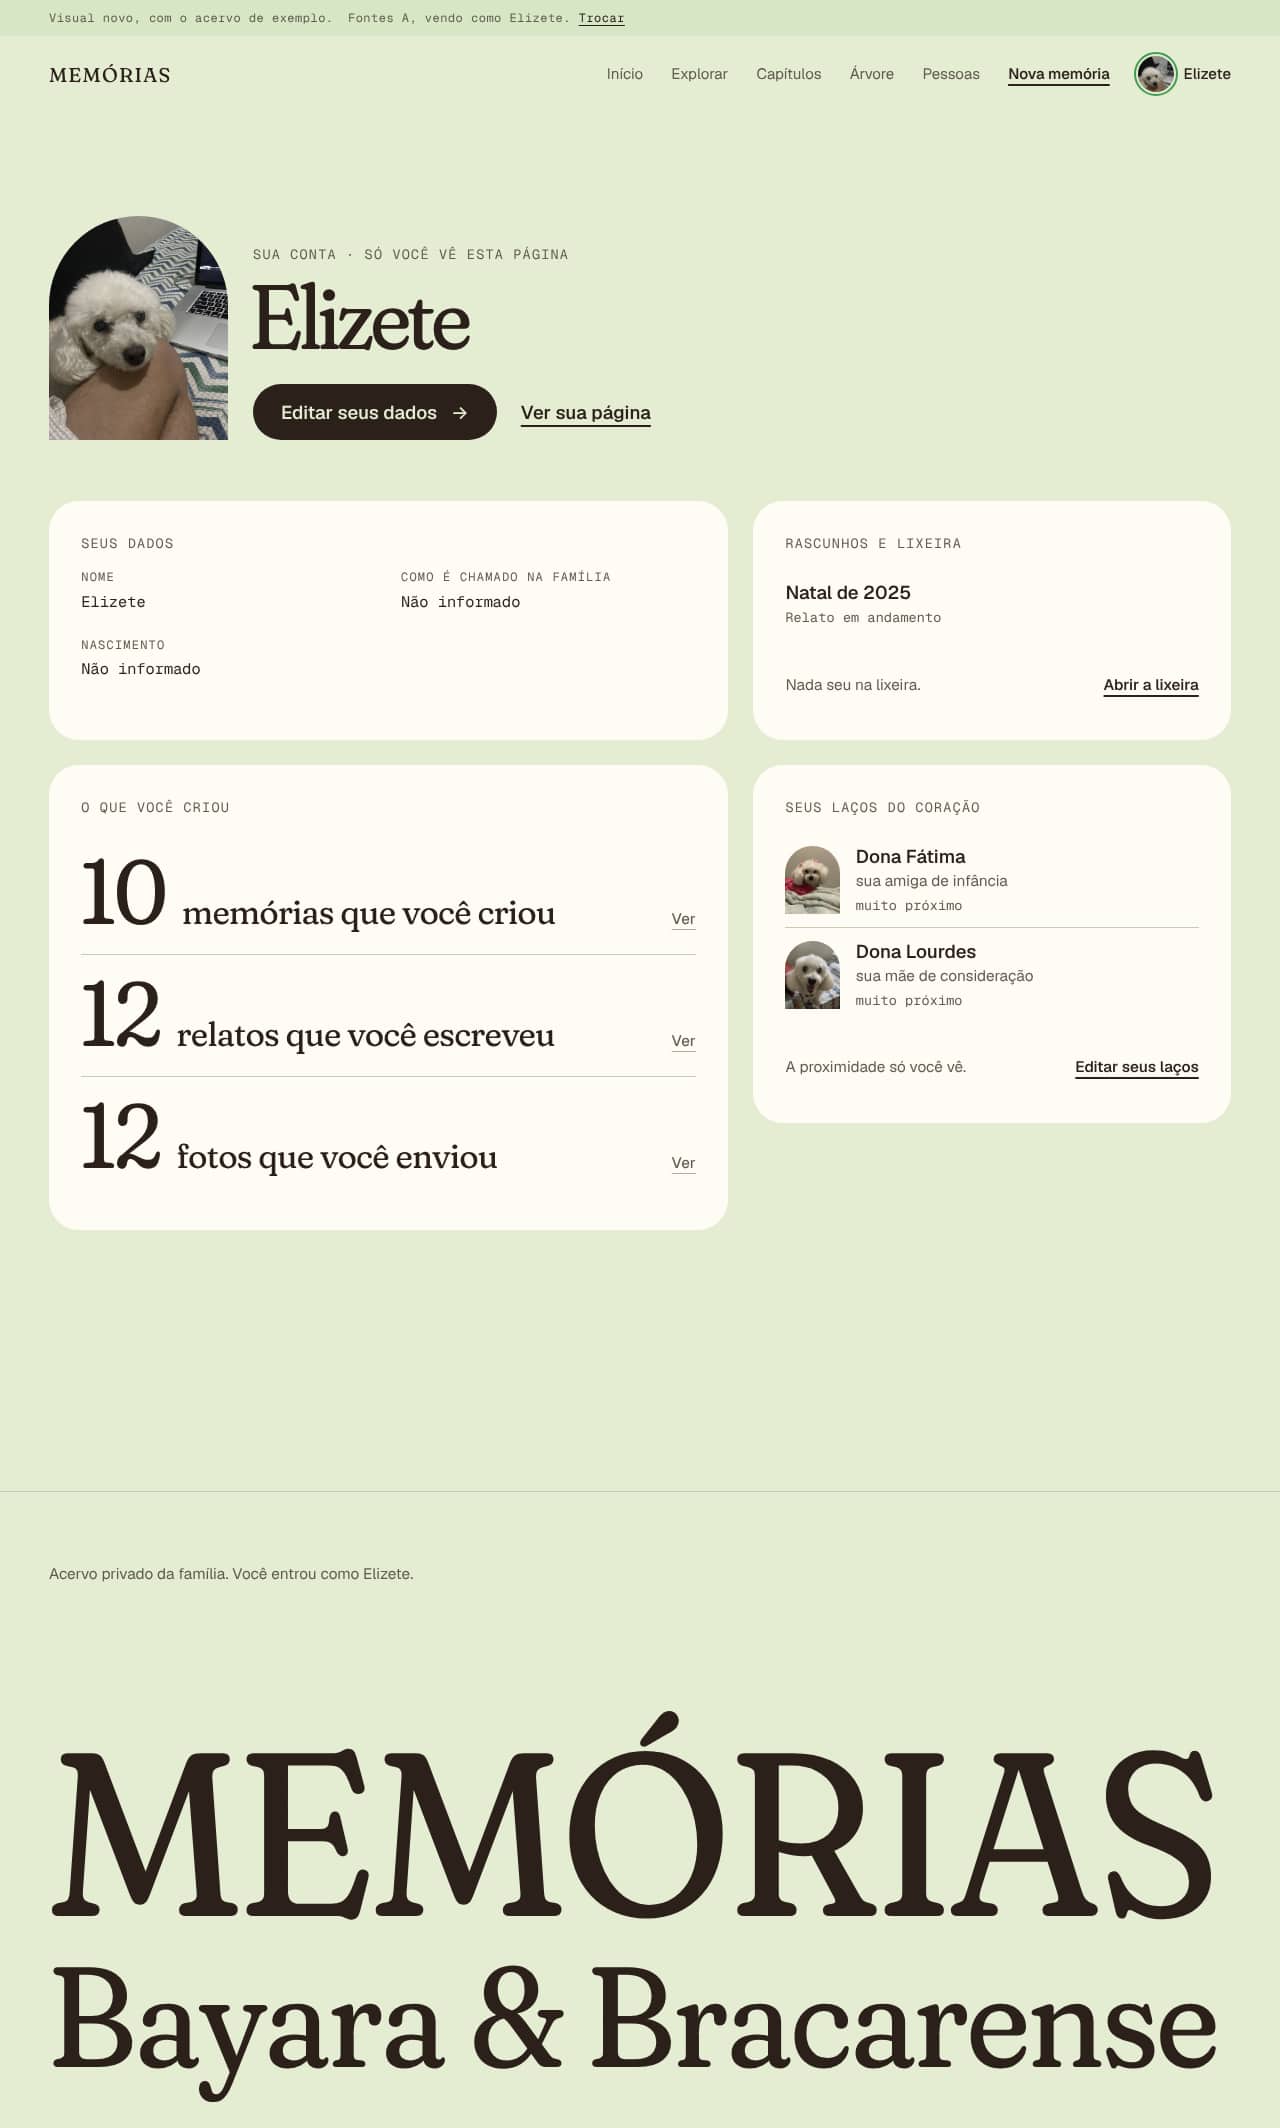 Visual novo, com o acervo de exemplo. Fontes A, vendo como Elizete. Trocar
MEMÓRIAS
Início Explorar Capítulos Árvore Pessoas Nova memória Elizete
SUA CONTA · SÓ VOCÊ VÊ ESTA PÁGINA
Elizete
Editar seus dados →
Ver sua página
SEUS DADOS
NOME
Elizete
COMO É CHAMADO NA FAMÍLIA
Não informado
NASCIMENTO
Não informado
RASCUNHOS E LIXEIRA
Natal de 2025
Relato em andamento
Nada seu na lixeira. Abrir a lixeira
O QUE VOCÊ CRIOU
10 memórias que você criou Ver
12 relatos que você escreveu Ver
12 fotos que você enviou Ver
SEUS LAÇOS DO CORAÇÃO
Dona Fátima
sua amiga de infância
muito próximo
Dona Lourdes
sua mãe de consideração
muito próximo
A proximidade só você vê. Editar seus laços
Acervo privado da família. Você entrou como Elizete.
MEMÓRIAS
Bayara & Bracarense